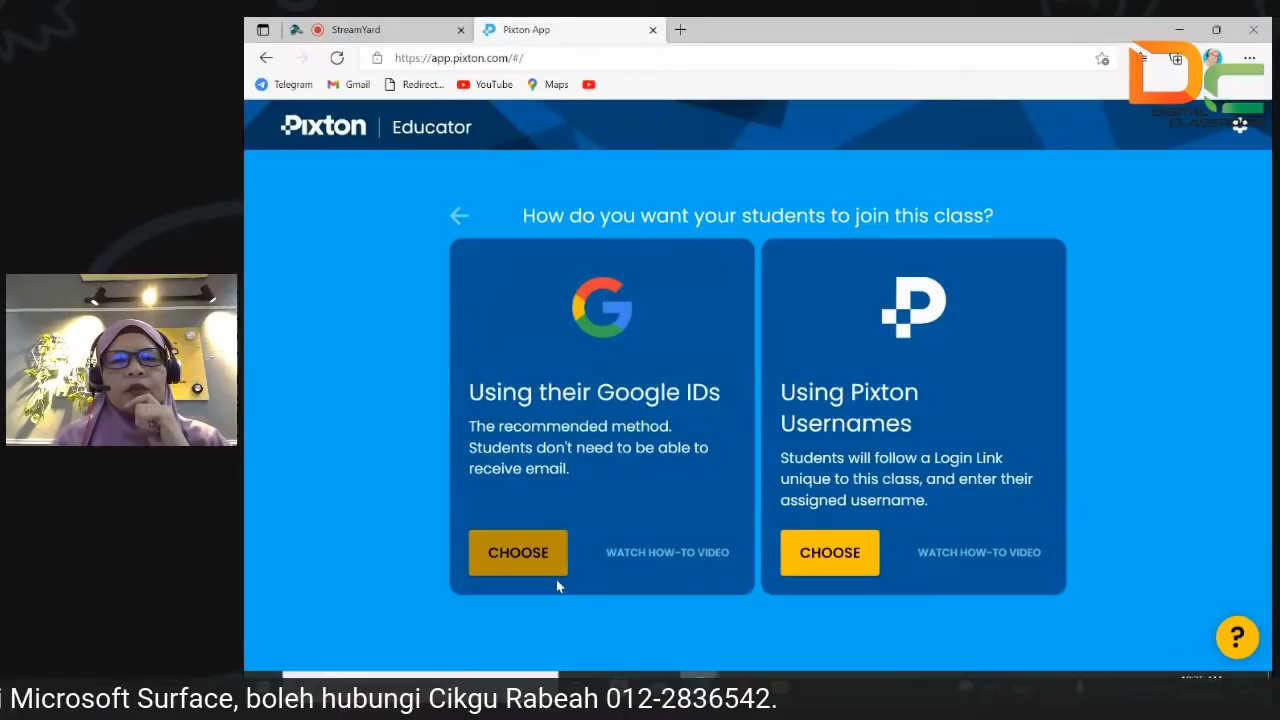 StreamYard
Pixton App
https://app.pixton.com/#/
Telegram
Gmail
Redirect...
YouTube
Maps
Pixton
Educator
DIGITAL
How do you want your students to join this class?
Using their Google IDs
The recommended method.
Students don't need to be able to
receive email.
CHOOSE
WATCH HOW-TO VIDEO
Using Pixton
Usernames
Students will follow a Login Link
unique to this class, and enter their
assigned username.
CHOOSE
WATCH HOW-TO VIDEO
?
i Microsoft Surface, boleh hubungi Cikgu Rabeah 012-2836542.